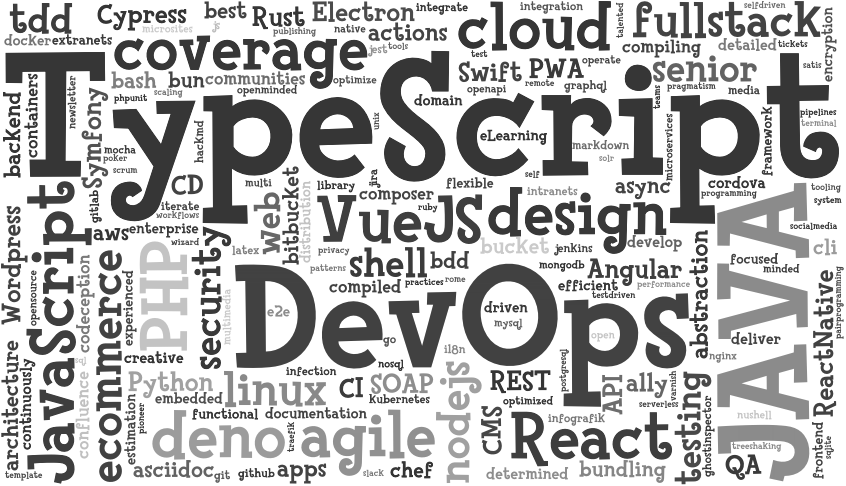 tdd
Cypress
best
Rust
Electron
integrate
integration
talented
fullstack
selfdriven
encryption
docker
extranets
microsites
js
publishing
native
actions
cloud
compiling
detailed
tickets
satis
coverage
jest
tools
test
operate
bash
bun
communities
optimize
Swift
PWA
senior
TypeScript
backend
containers
newsletter
phpunit
scaling
openminded
domain
openapi
remote
graphql
teams
pragmatism
media
pipelines
terminal
Symfony
mocha
poker
scrum
hackmd
unix
eLearning
markdown
solr
microservices
framework
gitlab
CD
multi
bitbucket
library
jira
composer
flexible
self
intranets
async
cordova
programming
tooling
system
iterate
workflows
web
distribution
ruby
VueJS
design
socialmedia
Wordpress
JavaScript
aws
enterprise
wizard
security
latex
privacy
bucket
jenkins
develop
JAVA
cli
PHP
patterns
shell
bdd
mongodb
Angular
abstraction
focused
minded
opensource
codeception
ecommerce
experienced
compiled
practices
rome
efficient
testdriven
performance
ReactNative
pairprogramming
multimedia
e2e
DevOps
driven
mysql
open
deliver
go
il8n
nginx
creative
nosql
postgresql
architecture
continuously
confluence
infection
Python
linux
CI
SOAP
REST
API
ally
varnish
embedded
Kubernetes
optimized
serverless
estimation
pioneer
functional
documentation
nodejs
CMS
infografik
testing
ghostinspector
nushell
deno
traefik
agile
React
treeshaking
frontend
sqlite
template
asciidoc
git
github
apps
slack
chef
determined
bundling
QA